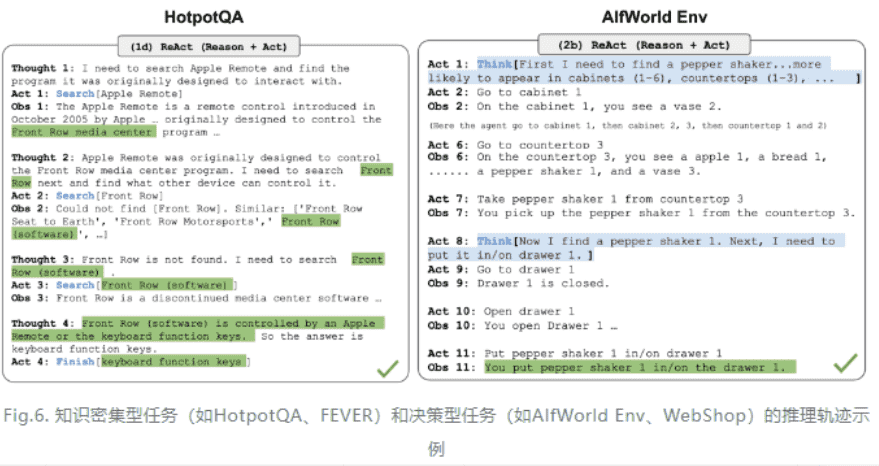 HotpotQA
(1d) ReAct (Reason + Act)
Thought 1: I need to search Apple Remote and find the
program it was originally designed to interact with.
Act 1: Search[Apple Remote]
Obs 1: The Apple Remote is a remote control introduced in
October 2005 by Apple … originally designed to control the
Front Row media center program …
Thought 2: Apple Remote was originally designed to control
the Front Row media center program. I need to search Front
Row next and find what other device can control it.
Act 2: Search[Front Row]
Obs 2: Could not find [Front Row]. Similar: ['Front Row
Seat to Earth', 'Front Row Motorsports',' Front Row
(software)', …]
Thought 3: Front Row is not found. I need to search Front
Row (software) .
Act 3: Search[Front Row (software)]
Obs 3: Front Row is a discontinued media center software …
Thought 4: Front Row (software) is controlled by an Apple
Remote or the keyboard function keys. So the answer is
keyboard function keys.
Act 4: Finish[keyboard function keys]
AlfWorld Env
(2b) ReAct (Reason + Act)
Act 1: Think[First I need to find a pepper shaker...more
likely to appear in cabinets (1-6), countertops (1-3), ... ]
Act 2: Go to cabinet 1
Obs 2: On the cabinet 1, you see a vase 2.
(Here the agent go to cabinet 1, then cabinet 2, 3, then countertop 1 and 2)
Act 6: Go to countertop 3
Obs 6: On the countertop 3, you see a apple 1, a bread 1,
...... a pepper shaker 1, and a vase 3.
Act 7: Take pepper shaker 1 from countertop 3
Obs 7: You pick up the pepper shaker 1 from the countertop 3.
Act 8: Think[Now I find a pepper shaker 1. Next, I need to
put it in/on drawer 1. ]
Act 9: Go to drawer 1
Obs 9: Drawer 1 is closed.
Act 10: Open drawer 1
Obs 10: You open Drawer 1 …
Act 11: Put pepper shaker 1 in/on drawer 1
Obs 11: You put pepper shaker 1 in/on the drawer 1.
Fig.6. 知识密集型任务（如HotpotQA、FEVER）和决策型任务（如AlfWorld Env、WebShop）的推理轨迹示
例